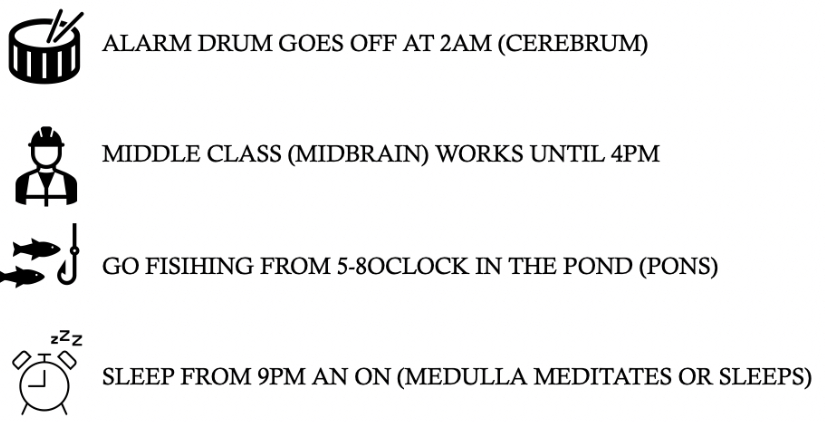 ALARM DRUM GOES OFF AT 2AM (CEREBRUM)
MIDDLE CLASS (MIDBRAIN) WORKS UNTIL 4PM
GO FISIHING FROM 5-8OCLOCK IN THE POND (PONS)
zZZ
SLEEP FROM 9PM AN ON (MEDULLA MEDITATES OR SLEEPS)